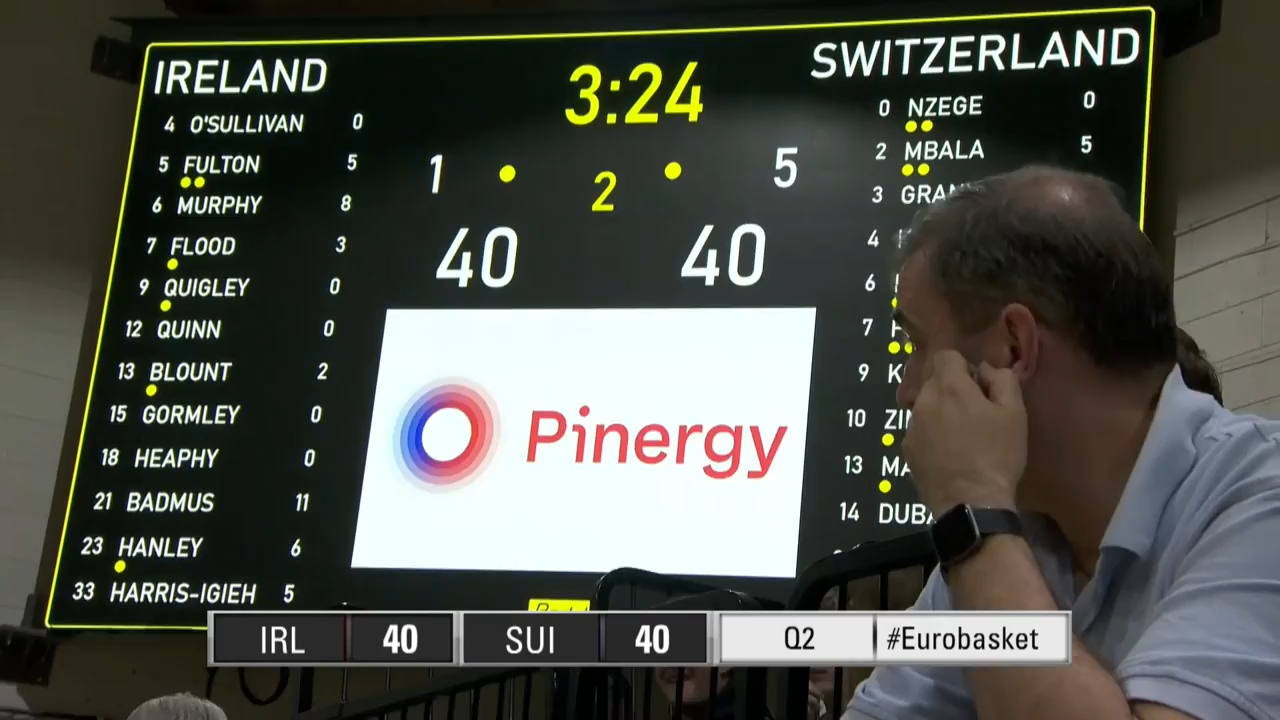 IRELAND
4 O'SULLIVAN 0
5 FULTON 5
6 MURPHY 8
7 FLOOD 3
9 QUIGLEY 0
12 QUINN 0
13 BLOUNT 2
15 GORMLEY 0
18 HEAPHY 0
21 BADMUS 11
23 HANLEY 6
33 HARRIS-IGIEH 5
3:24
1 2 5
40 40
Pinergy
SWITZERLAND
0 NZEGE 0
2 MBALA 5
3
4
6
7
9
10
13
14
IRL 40 SUI 40 Q2 #Eurobasket